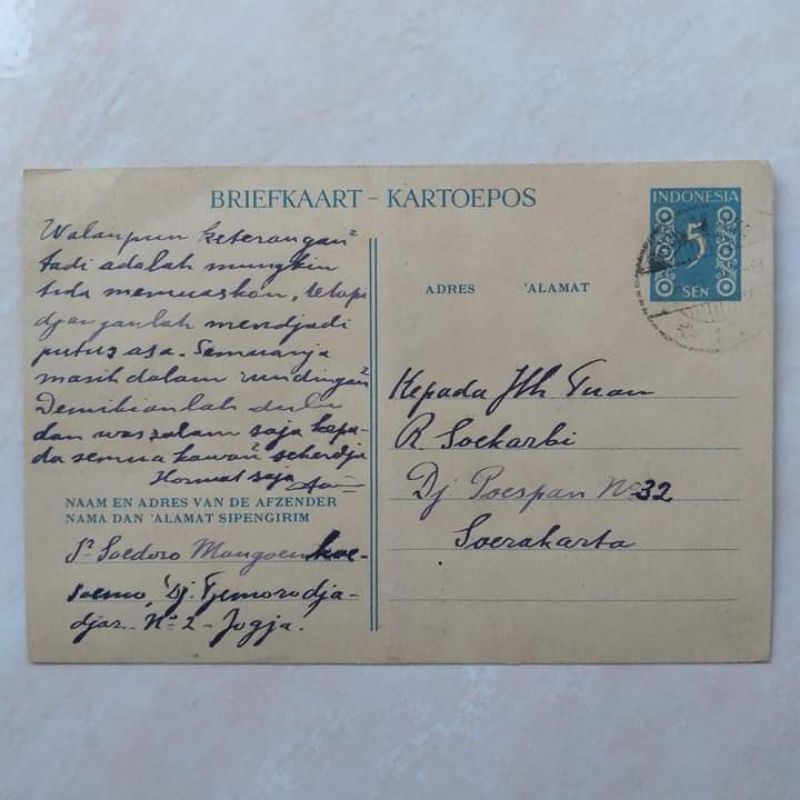 BRIEFKAART - KARTOEPOS
INDONESIA
5
SEN
Walaupun keterangan²
tadi adalah mungkin
tida memuaskan, tetapi
djanganlah mendjadi
putus asa. Semuanja
masih dalam rundingan²
Demikianlah dulu
dan wassalam saja kepa-
da semua kawan² sekerdja
Hormat saja
NAAM EN ADRES VAN DE AFZENDER
NAMA DAN 'ALAMAT SIPENGIRIM
Soedoro Mangoenkoe-
soemo, Dj. Tjemorodja-
djar No 2 - Jogja.
ADRES 'ALAMAT
Kepada Jth Tuan
R Soekarbi
Dj Poespan No 32
Soerakarta